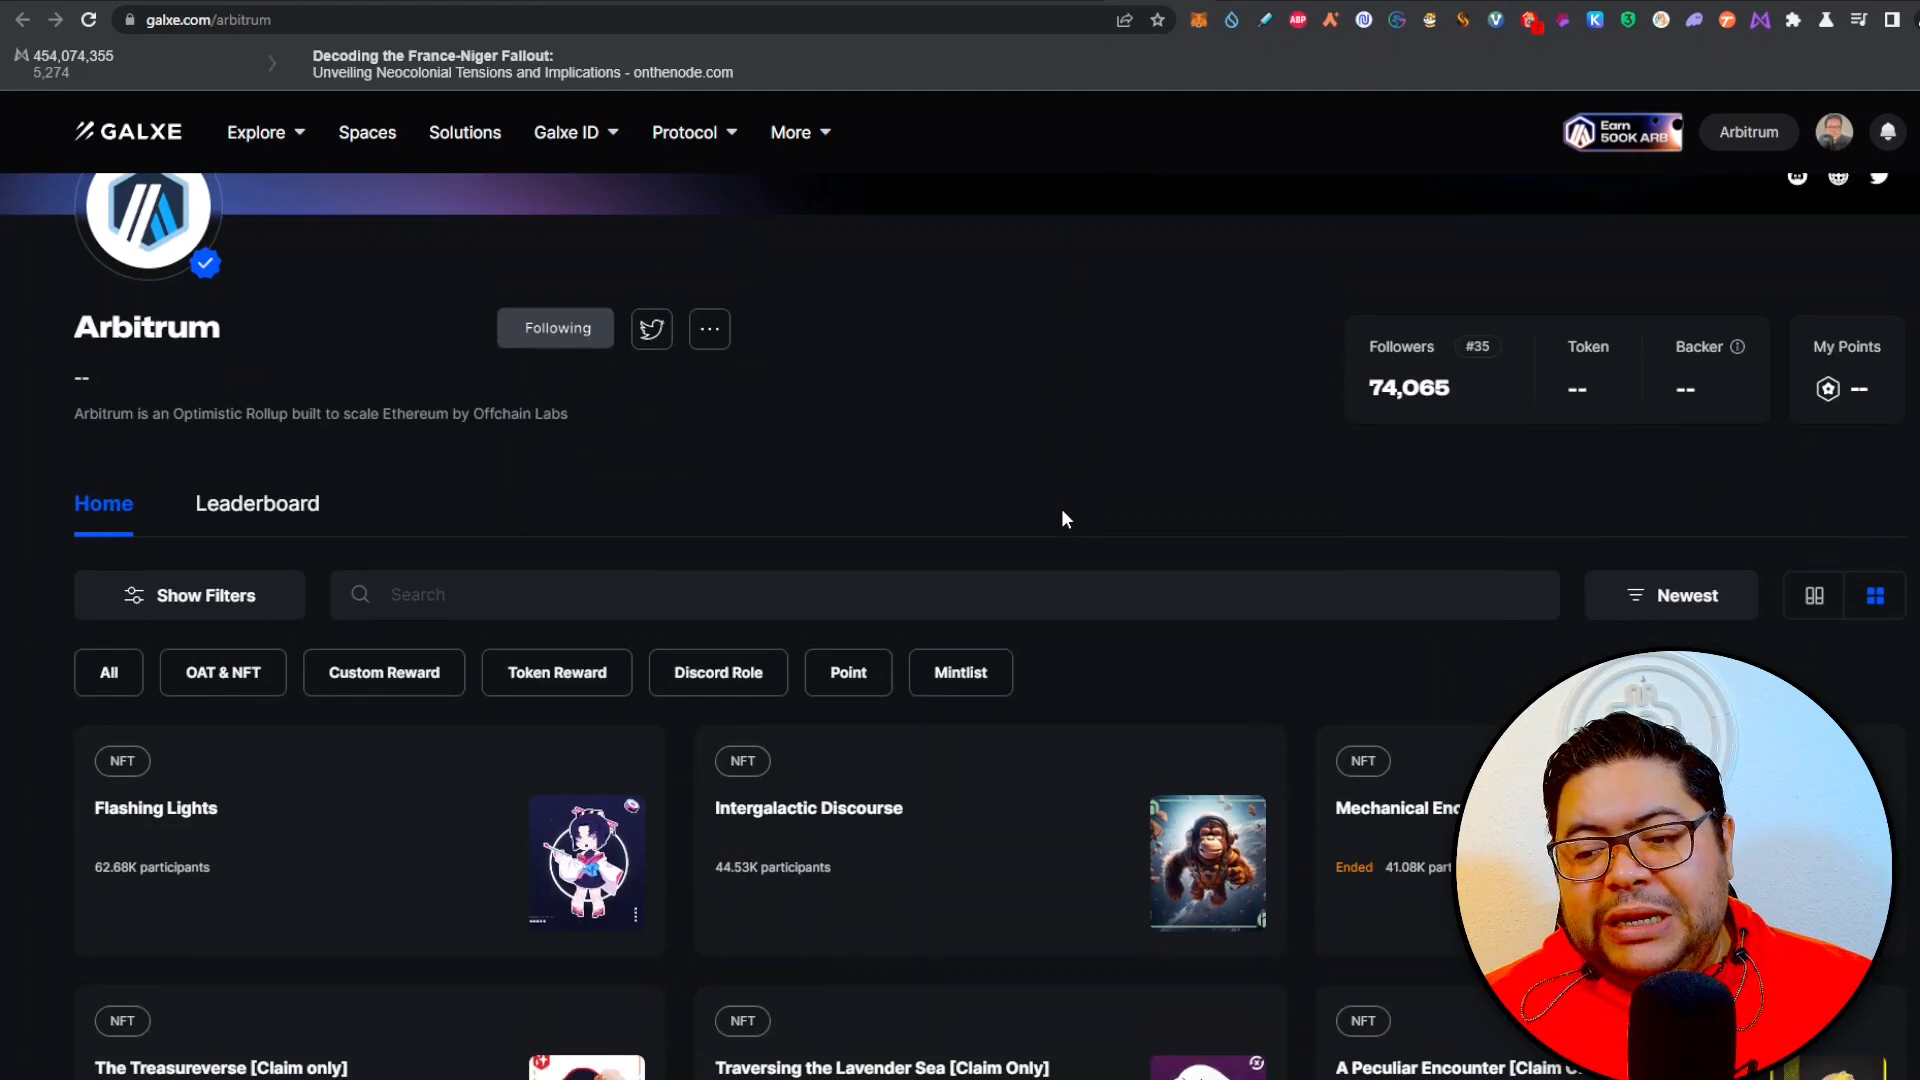 galxe.com/arbitrum
ABP
454,074,355
5,274
Decoding the France-Niger Fallout:
Unveiling Neocolonial Tensions and Implications - onthenode.com
GALXE
Explore
Spaces
Solutions
Galxe ID
Protocol
More
Earn
500K ARB
Arbitrum
Arbitrum
Following
...
--
Arbitrum is an Optimistic Rollup built to scale Ethereum by Offchain Labs
Followers #35
74,065
Token
--
Backer
--
My Points
--
Home
Leaderboard
Show Filters
Search
Newest
All
OAT & NFT
Custom Reward
Token Reward
Discord Role
Point
Mintlist
NFT
Flashing Lights
62.68K participants
NFT
Intergalactic Discourse
44.53K participants
NFT
Mechanical
Ended
41.08K
NFT
The Treasureverse [Claim only]
NFT
Traversing the Lavender Sea [Claim Only]
NFT
A Peculiar Encounter [Claim